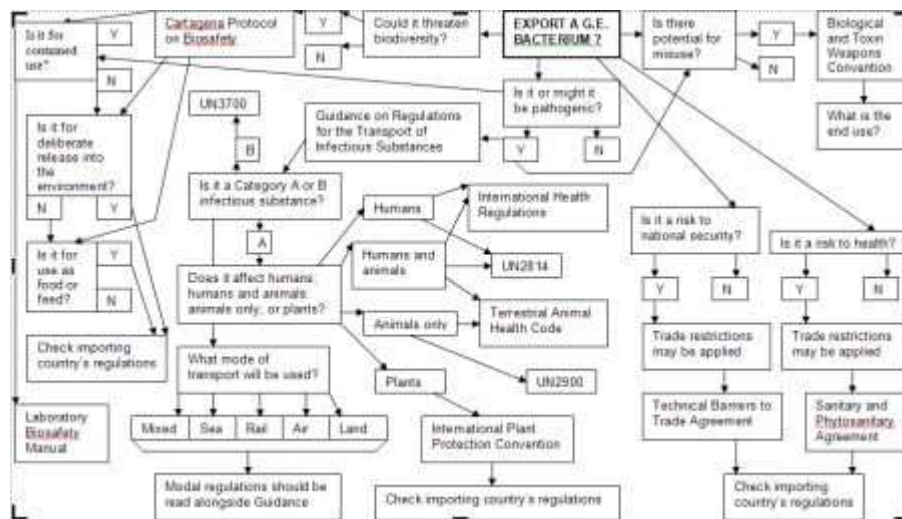 Is it for
contained
use"
Y
N
Cartagena Protocol
on Biosafety
Y
N
Could it threaten
biodiversity?
EXPORT A G.E.
BACTERIUM ?
Is there
potential for
misuse?
Y
N
Biological
and Toxin
Weapons
Convention
What is the
end use?
Is it or might it
be pathogenic?
Y
N
UN3700
B
Guidance on Regulations
for the Transport of
Infectious Substances
Is it for
deliberate
release into
the
environment?
N
Y
Is it a Category A or B
infectious substance?
A
Humans
International Health
Regulations
Is it a risk to
national security?
Y
N
Is it a risk to health?
Y
N
Is it for
use as
food or
feed?
Y
N
Does it affect humans;
humans and animals;
animals only; or plants?
Humans and
animals
UN2814
Animals only
Terrestrial Animal
Health Code
Trade restrictions
may be applied
Trade restrictions
may be applied
Check importing
country's regulations
What mode of
transport will be used?
Plants
UN2900
Laboratory
Biosafety
Manual
Mixed
Sea
Rail
Air
Land
International Plant
Protection Convention
Technical Barriers to
Trade Agreement
Sanitary and
Phytosanitary
Agreement
Modal regulations should be
read alongside Guidance
Check importing country's regulations
Check importing
country's regulations